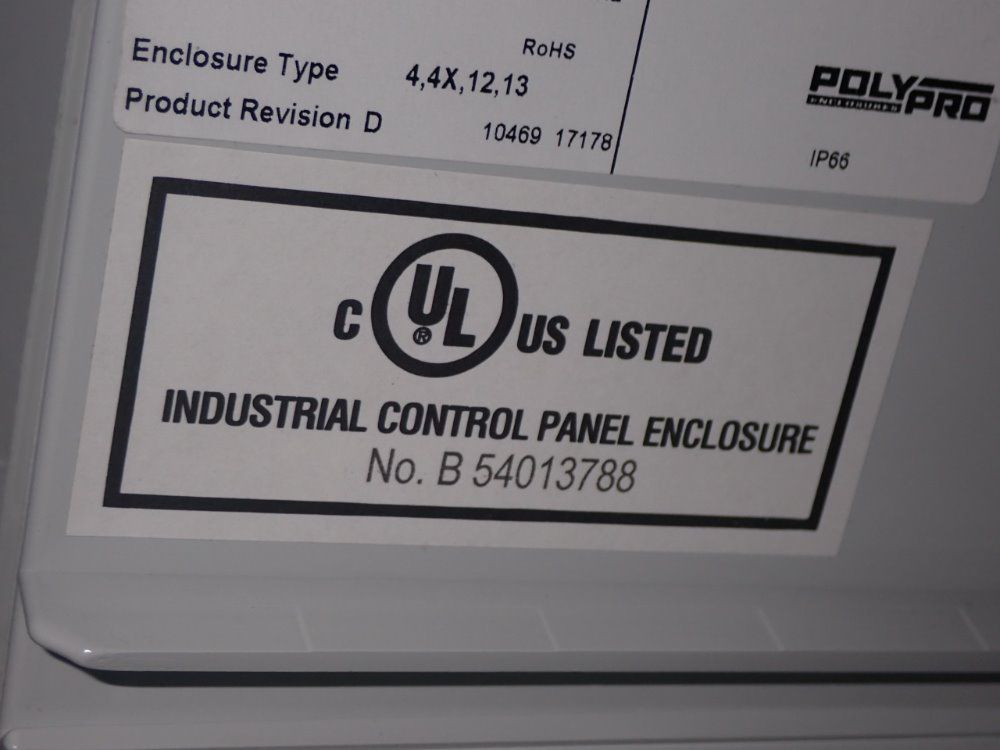 RoHS
Enclosure Type 4,4X,12,13
Product Revision D
10469 17178
POLY PRO
ENCLOSURES
IP66
C UL® US LISTED
INDUSTRIAL CONTROL PANEL ENCLOSURE
No. B 54013788